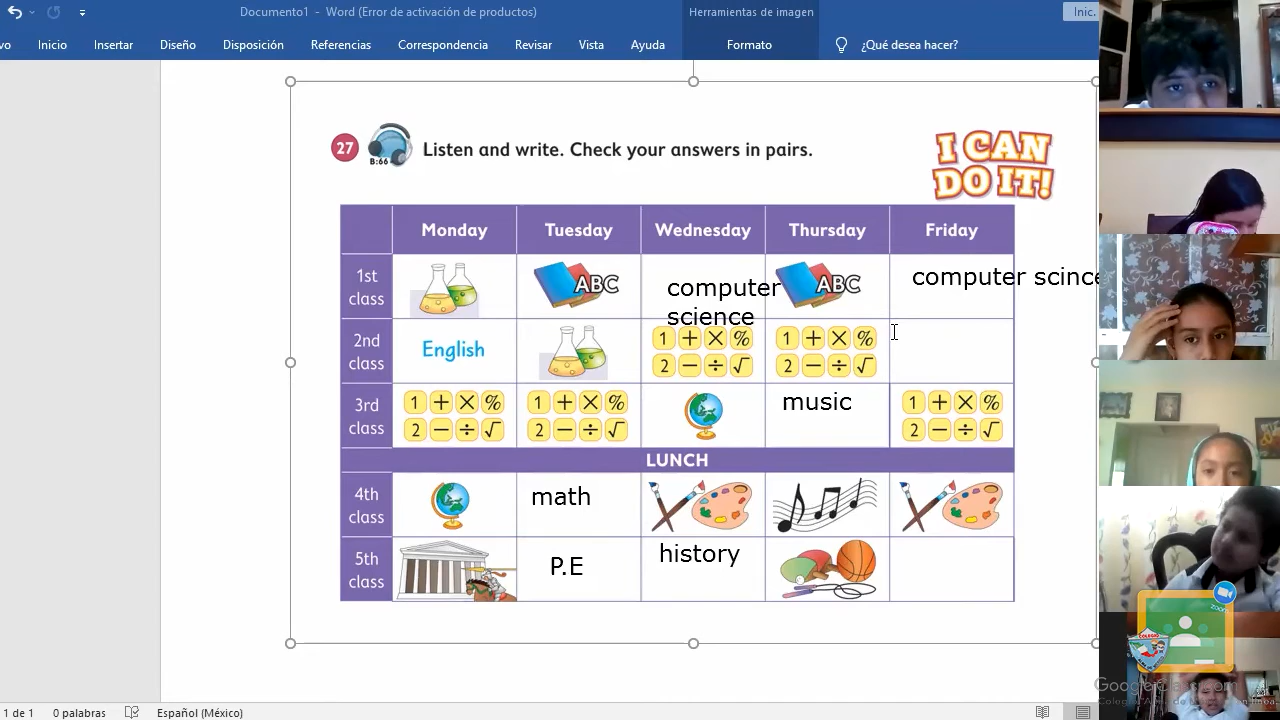 Documento1 - Word (Error de activación de productos)
Herramientas de imagen
Inic.
vo Inicio Insertar Diseño Disposición Referencias Correspondencia Revisar Vista Ayuda Formato ¿Qué desea hacer?
27
B:66
Listen and write. Check your answers in pairs.
I CAN
DO IT!
Monday Tuesday Wednesday Thursday Friday
1st
class
ABC
computer
science
ABC
computer scince
2nd
class
English
1 + × %
2 − ÷ √
1 + × %
2 − ÷ √
3rd
class
1 + × %
2 − ÷ √
1 + × %
2 − ÷ √
music
1 + × %
2 − ÷ √
LUNCH
4th
class
math
5th
class
P.E
history
zoom
COLEGIO
1 de 1 0 palabras Español (México)